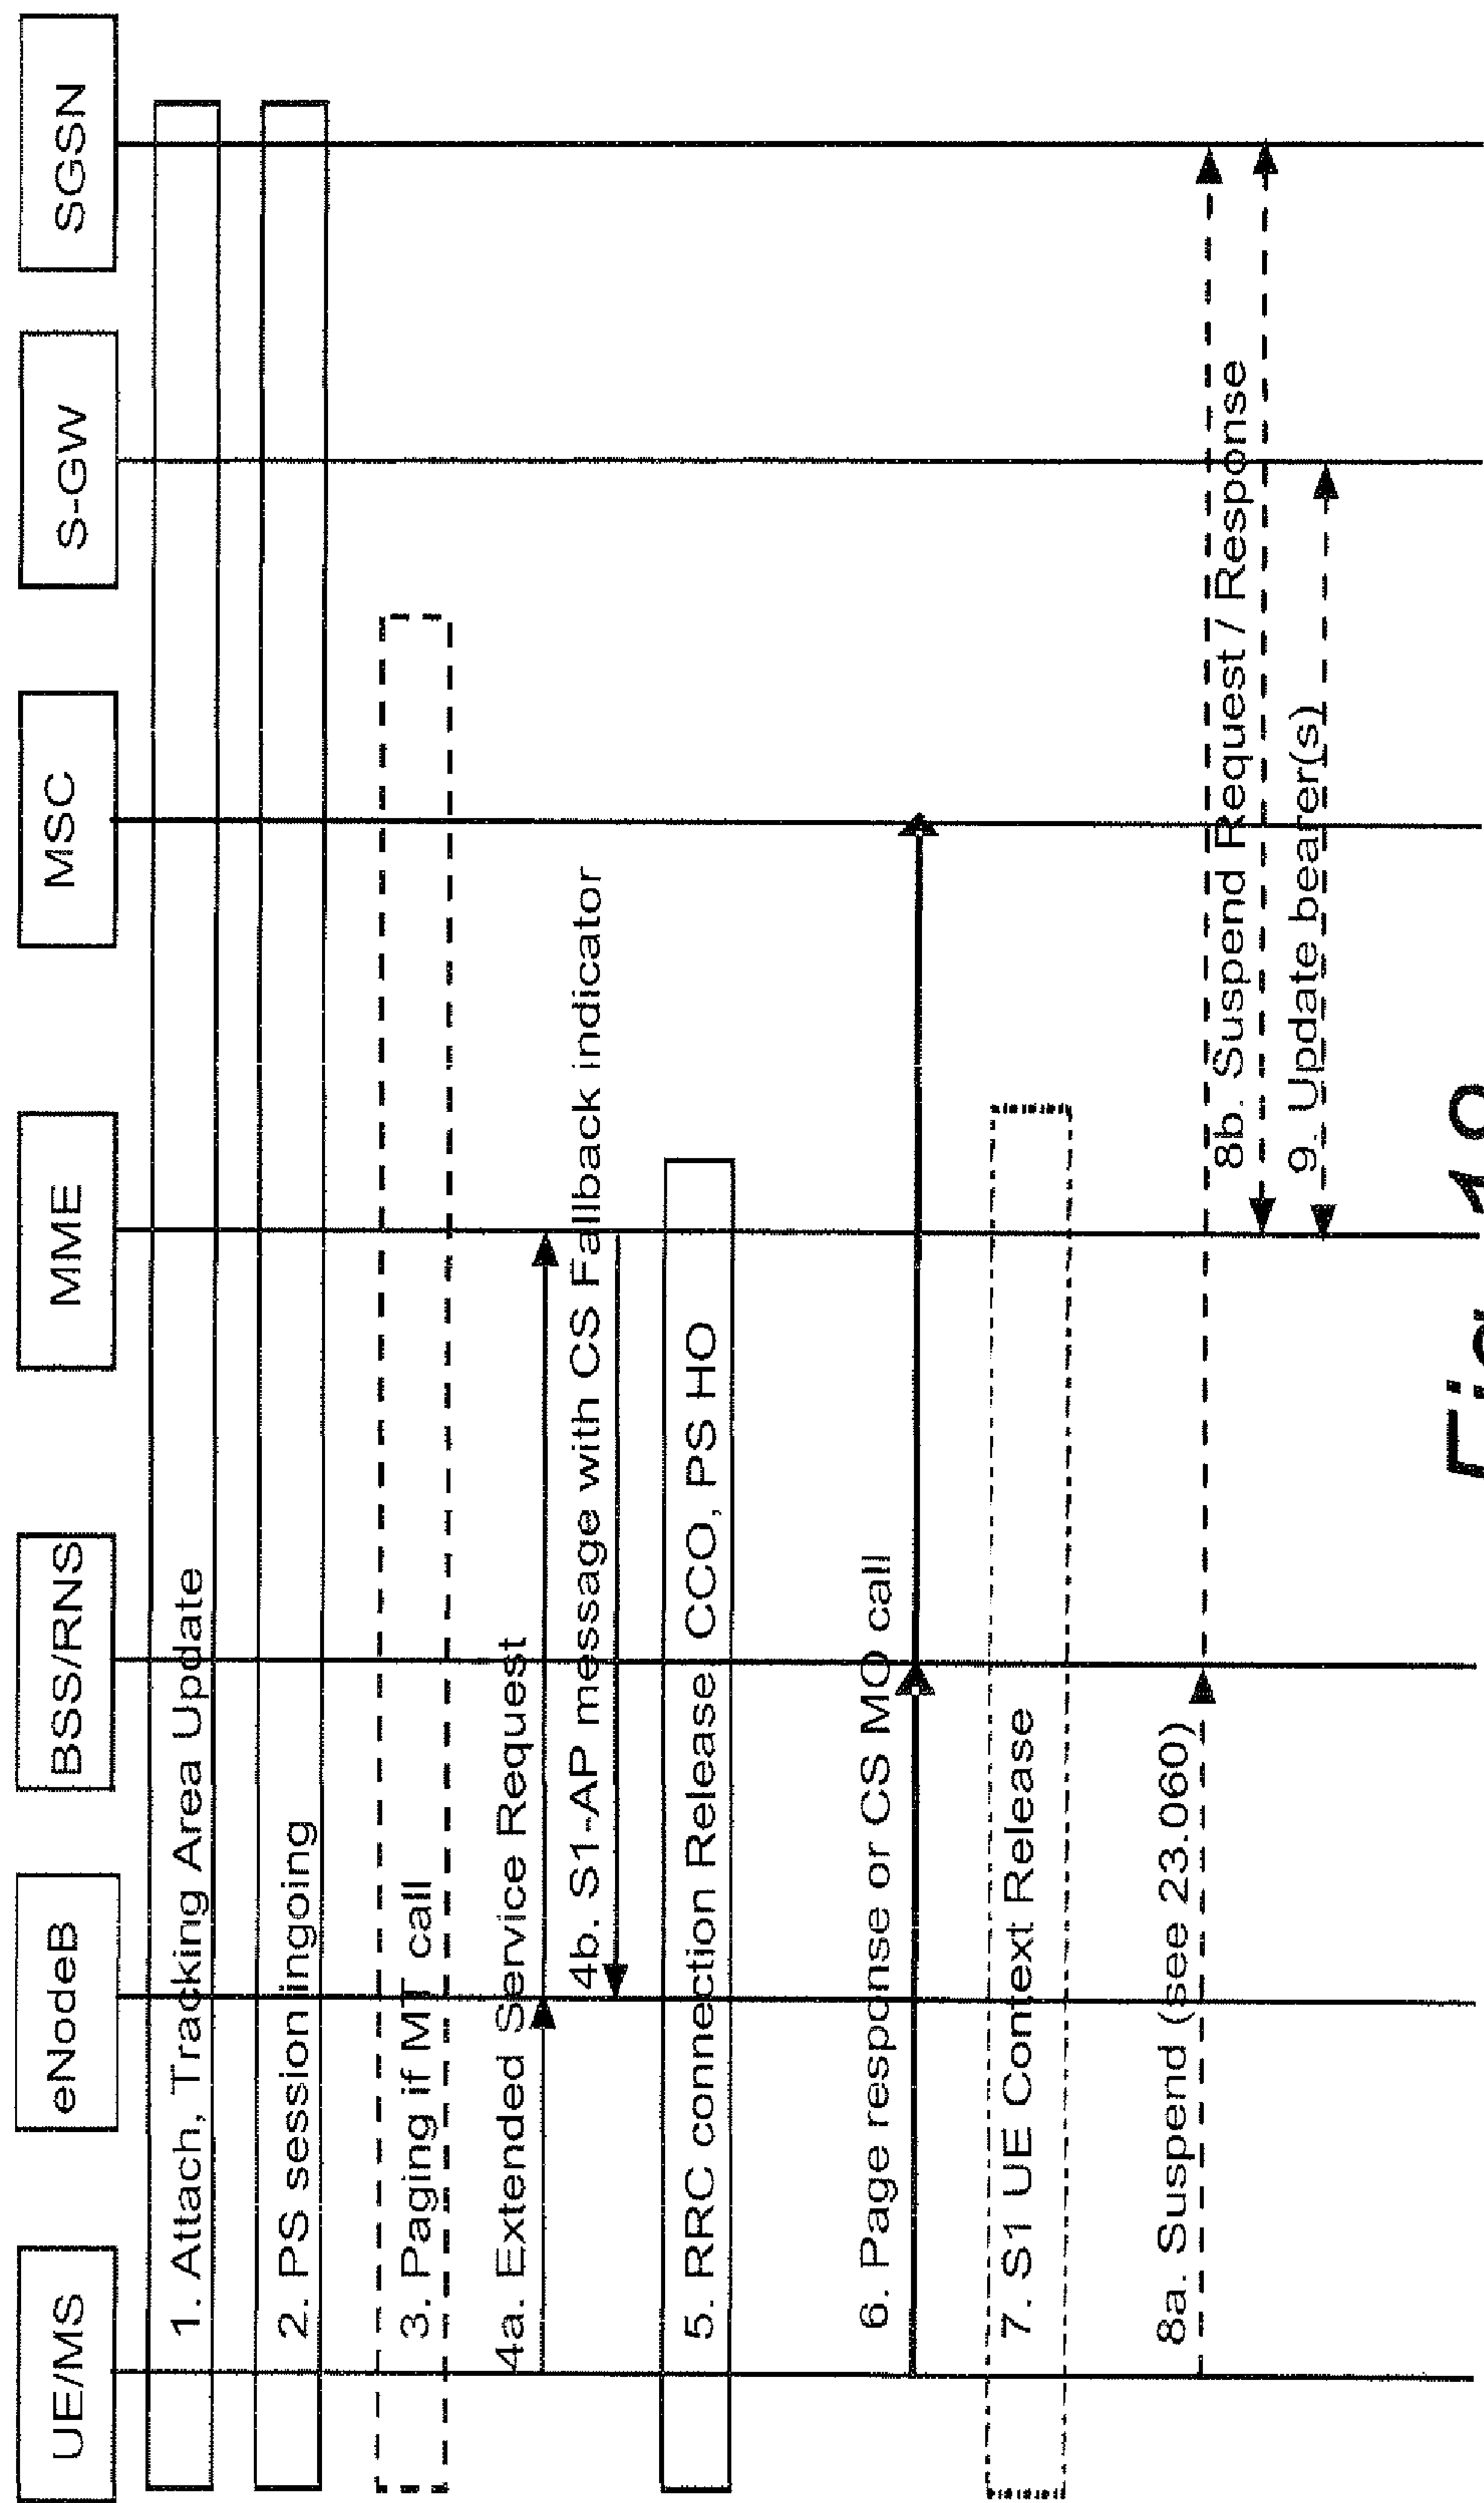 UE/MS
eNodeB
BSS/RNS
MME
MSC
S-GW
SGSN
1. Attach, Tracking Area Update
2. PS session ingoing
3. Paging if MT call
4a. Extended Service Request
4b. S1-AP message with CS Fallback indicator
5. RRC connection Release, CCO, PS HO
6. Page response or CS MO call
7. S1 UE Context Release
8a. Suspend (see 23.060)
8b. Suspend Request / Response
9. Update bearer(s)